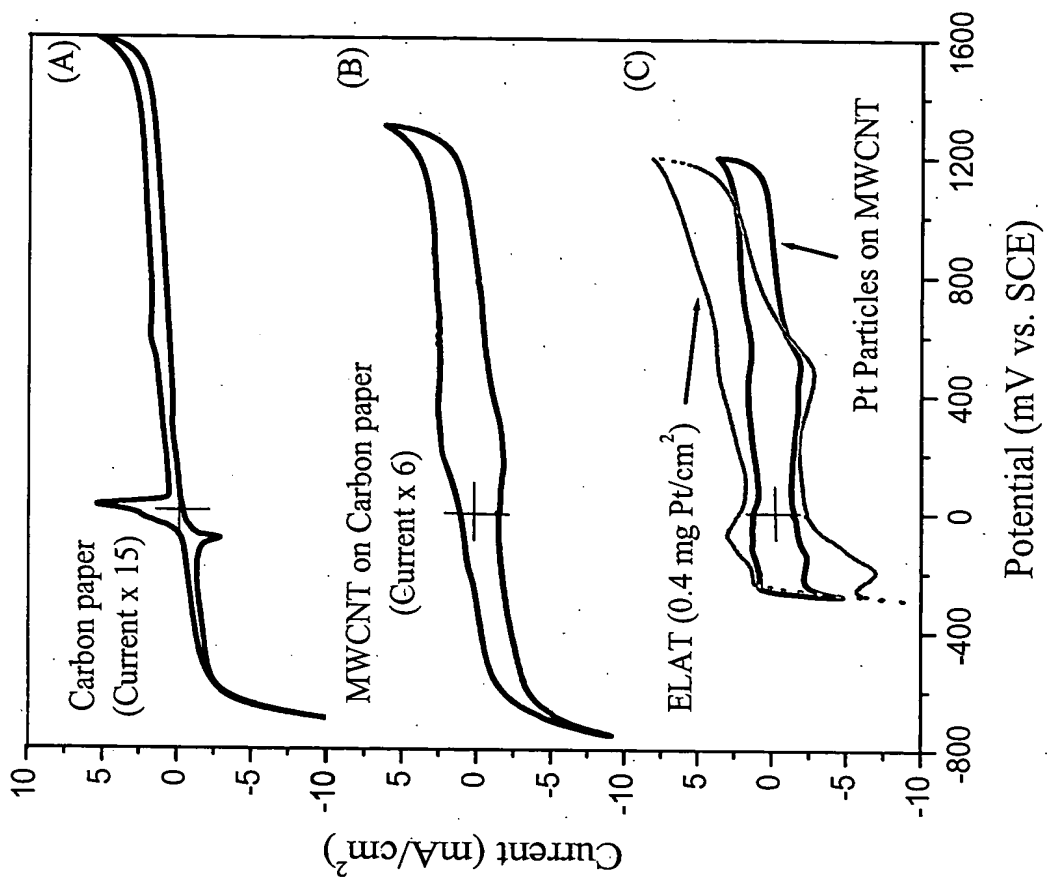 (A)
Carbon paper
(Current x 15)
(B)
MWCNT on Carbon paper
(Current x 6)
(C)
ELAT (0.4 mg Pt/cm²)
Pt Particles on MWCNT
10
5
0
-5
-10
5
0
-5
-10
5
0
-5
-10
Current (mA/cm²)
-800
-400
0
400
800
1200
1600
Potential (mV vs. SCE)